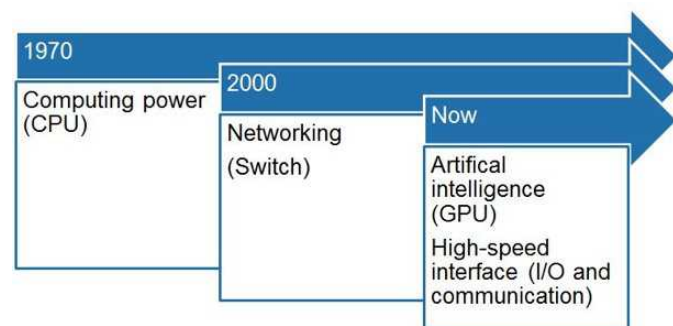 1970
Computing power
(CPU)
2000
Networking
(Switch)
Now
Artifical
intelligence
(GPU)
High-speed
interface (I/O and
communication)